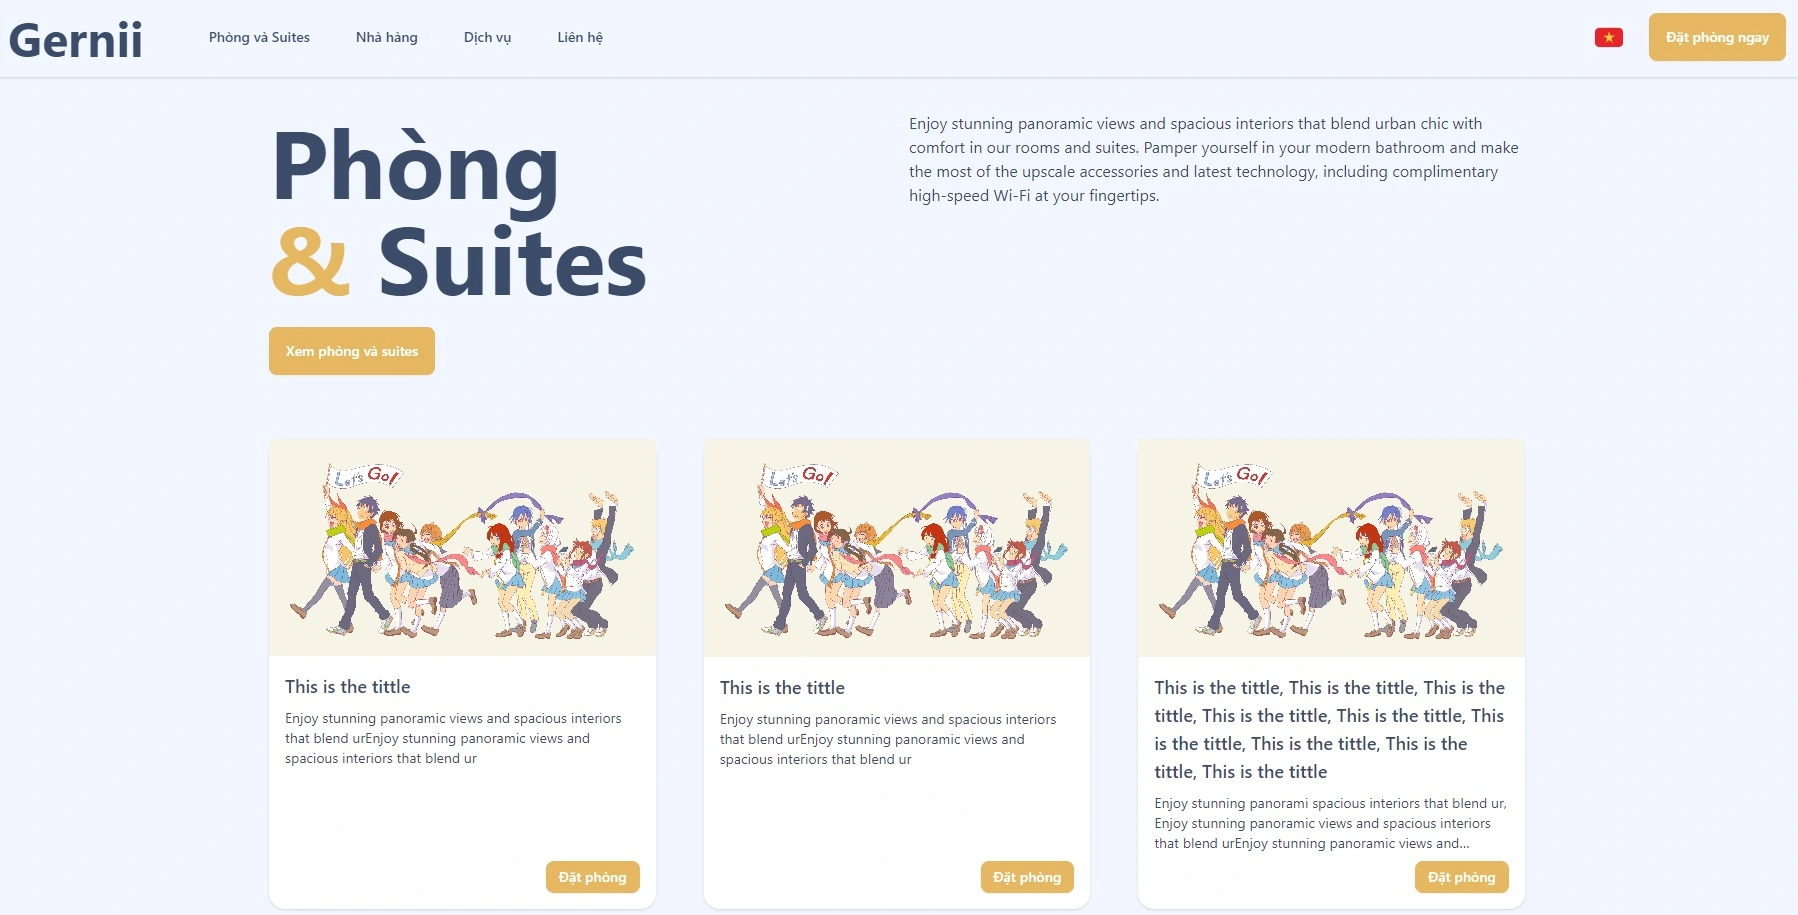 Gernii
Phòng và Suites
Nhà hàng
Dịch vụ
Liên hệ
Đặt phòng ngay
Phòng
& Suites
Enjoy stunning panoramic views and spacious interiors that blend urban chic with
comfort in our rooms and suites. Pamper yourself in your modern bathroom and make
the most of the upscale accessories and latest technology, including complimentary
high-speed Wi-Fi at your fingertips.
Xem phòng và suites
Let's Go!
This is the tittle
Enjoy stunning panoramic views and spacious interiors
that blend urEnjoy stunning panoramic views and
spacious interiors that blend ur
Đặt phòng
Let's Go!
This is the tittle
Enjoy stunning panoramic views and spacious interiors
that blend urEnjoy stunning panoramic views and
spacious interiors that blend ur
Đặt phòng
Let's Go!
This is the tittle, This is the tittle, This is the
tittle, This is the tittle, This is the tittle, This
is the tittle, This is the tittle, This is the
tittle, This is the tittle
Enjoy stunning panorami spacious interiors that blend ur,
Enjoy stunning panoramic views and spacious interiors
that blend urEnjoy stunning panoramic views and...
Đặt phòng